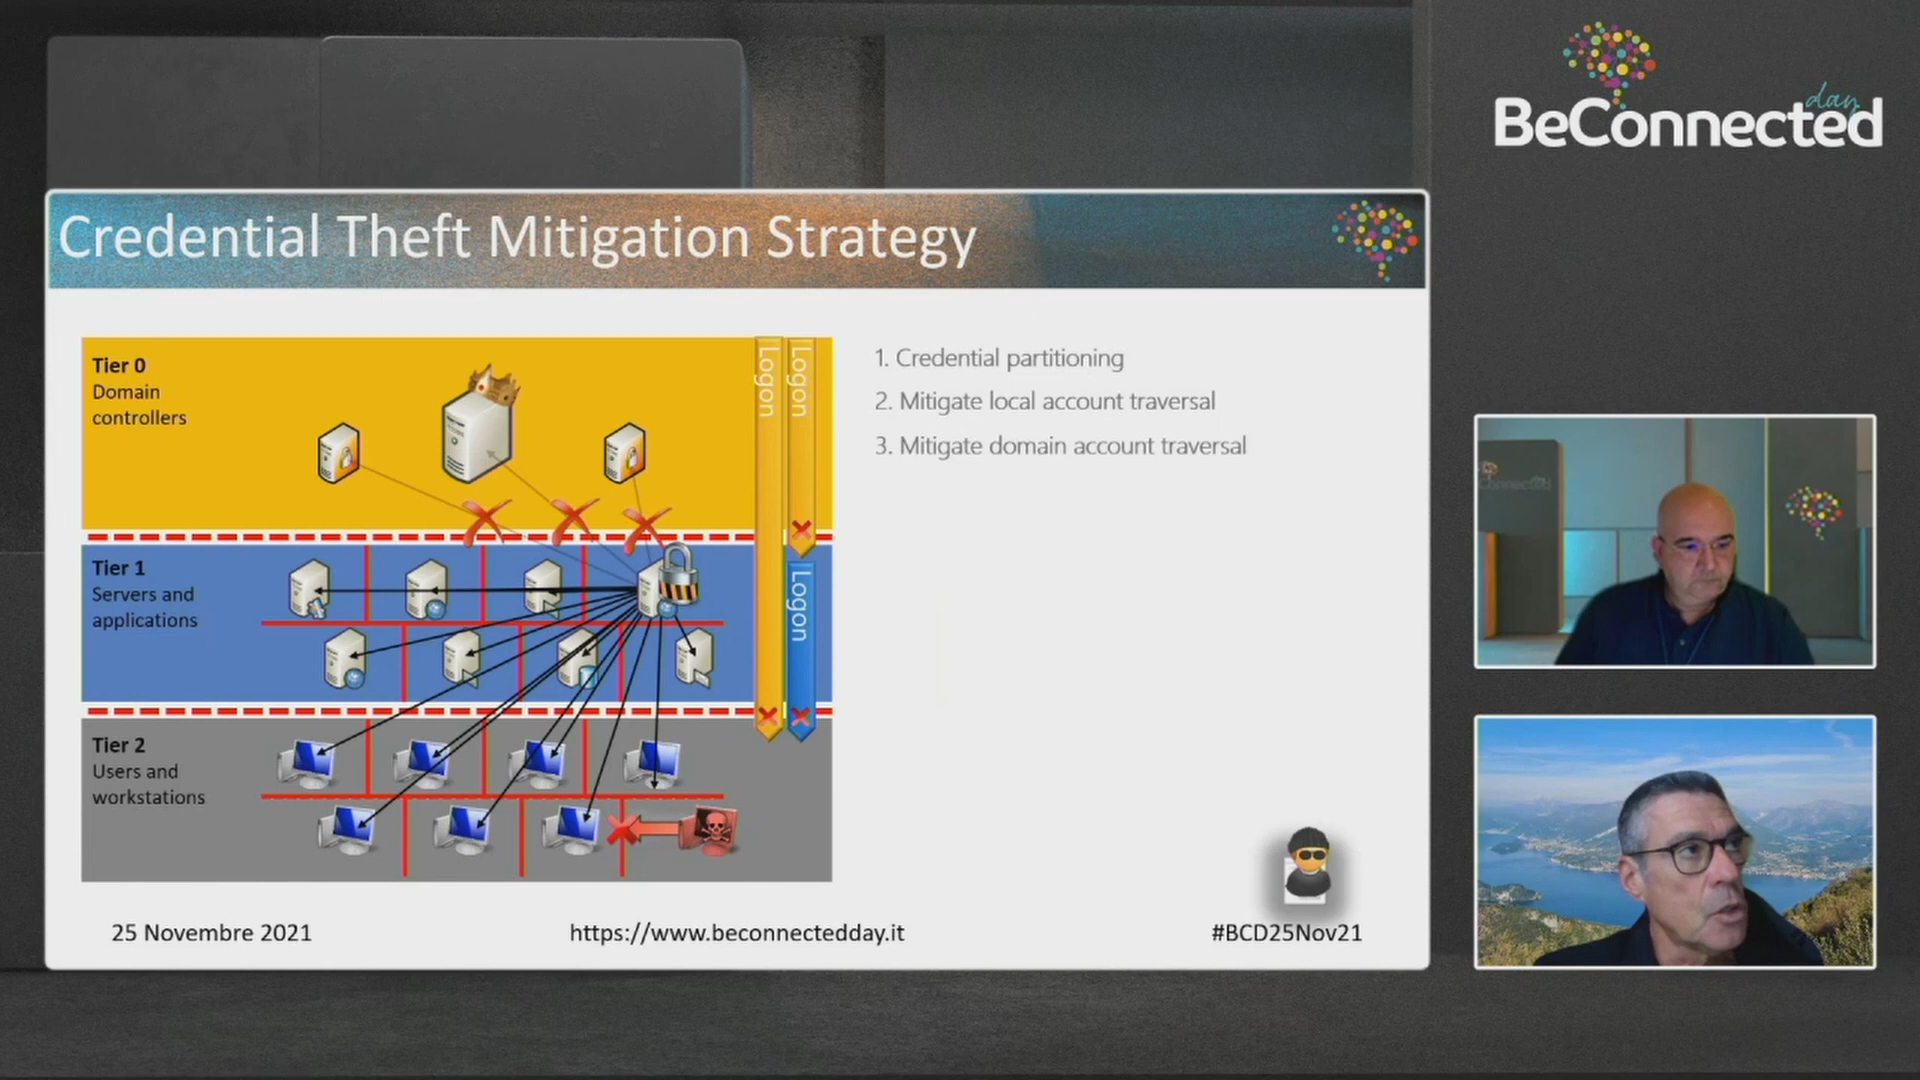 day
BeConnected
Credential Theft Mitigation Strategy
Tier 0
Domain
controllers
Logon
Logon
1. Credential partitioning
2. Mitigate local account traversal
3. Mitigate domain account traversal
Tier 1
Servers and
applications
Logon
Tier 2
Users and
workstations
25 Novembre 2021
https://www.beconnectedday.it
#BCD25Nov21
Connected